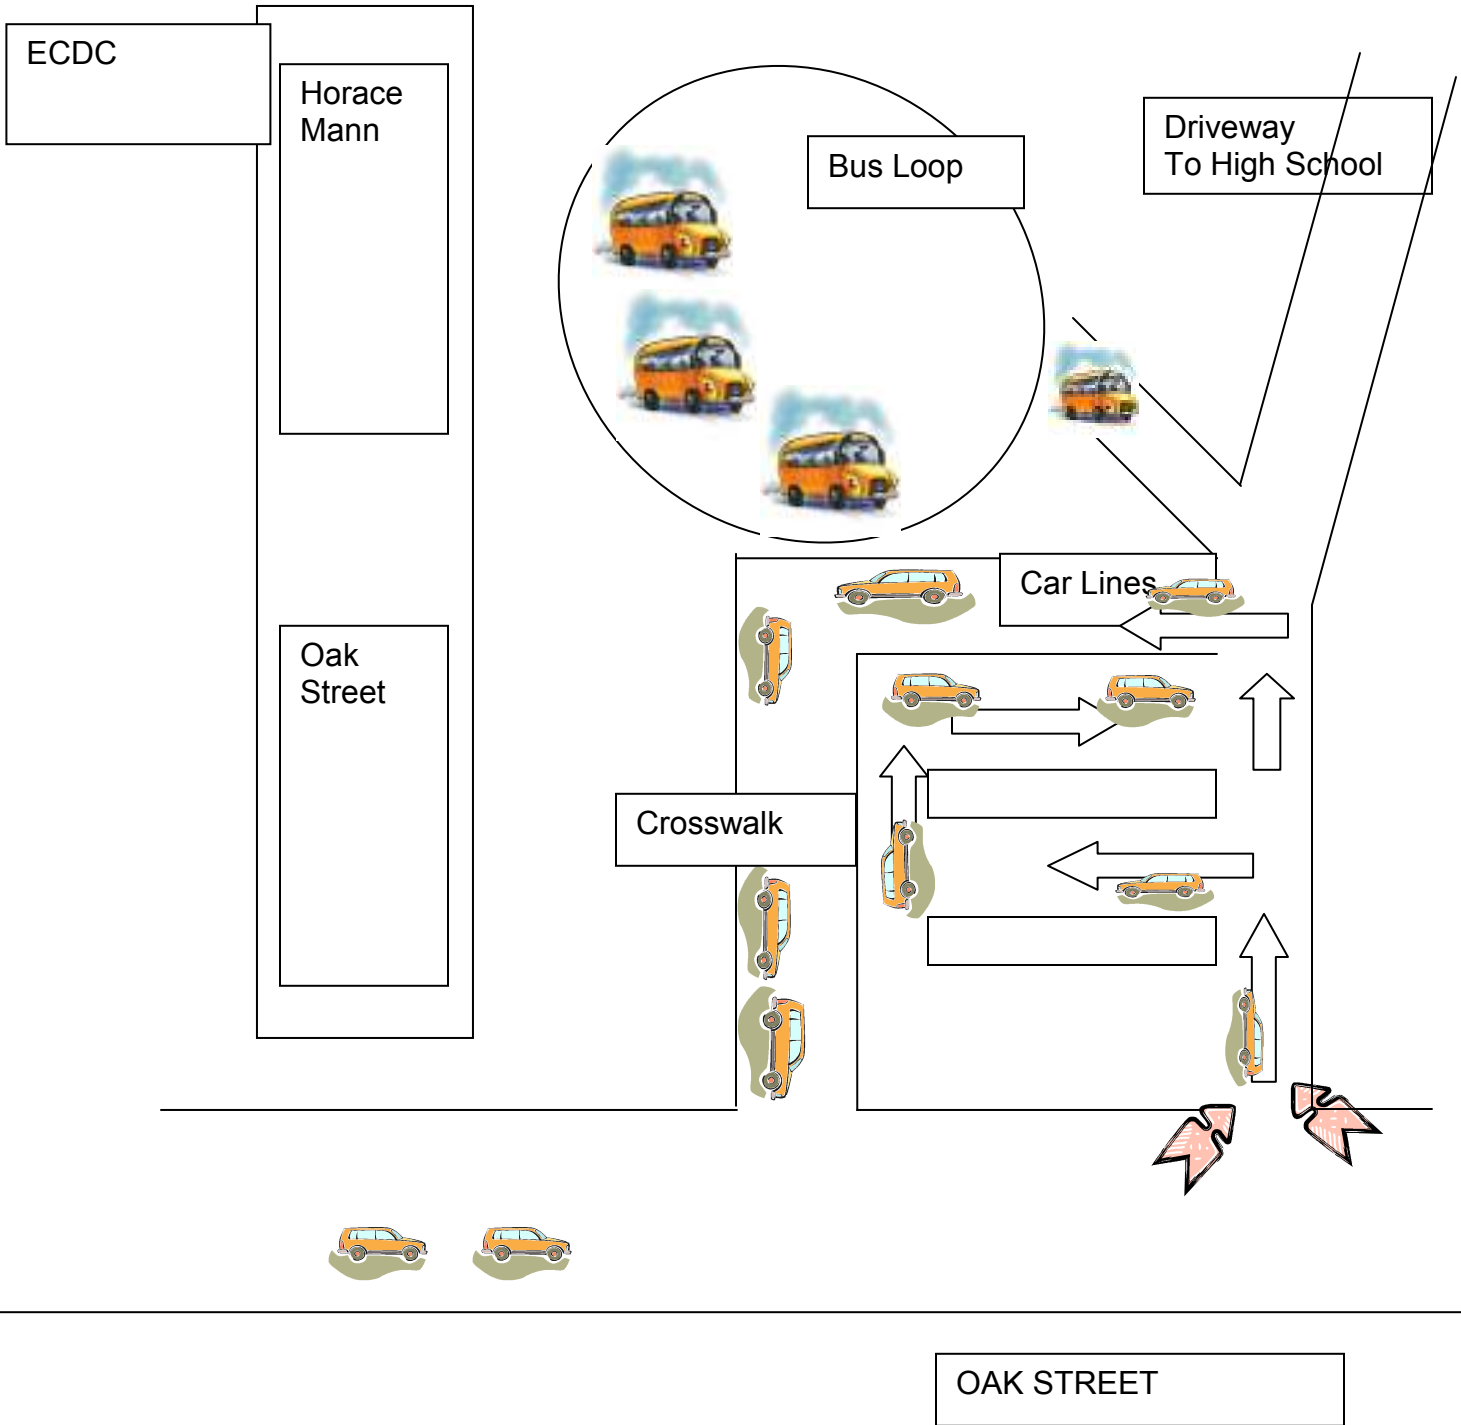 ECDC
Horace
Mann
Bus Loop
Driveway
To High School
Car Lines
Oak
Street
Crosswalk
OAK STREET